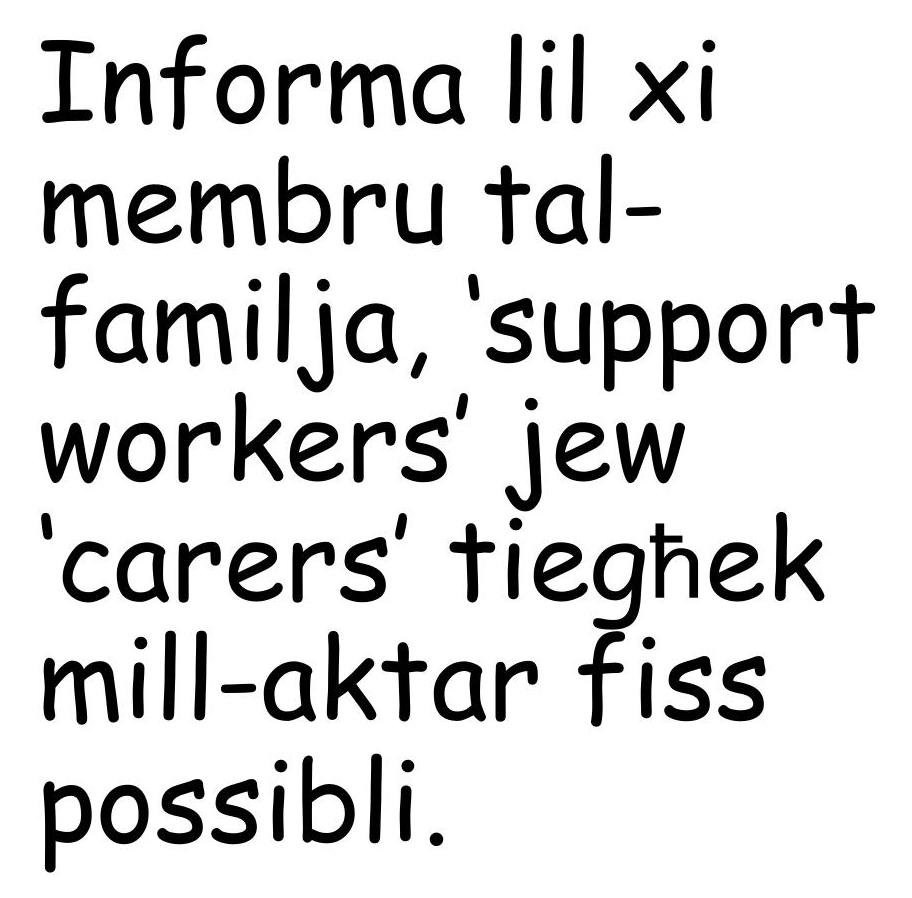 Informa lil xi
membru tal-
familja, ‘support
workers’ jew
‘carers’ tiegħek
mill-aktar fiss
possibli.